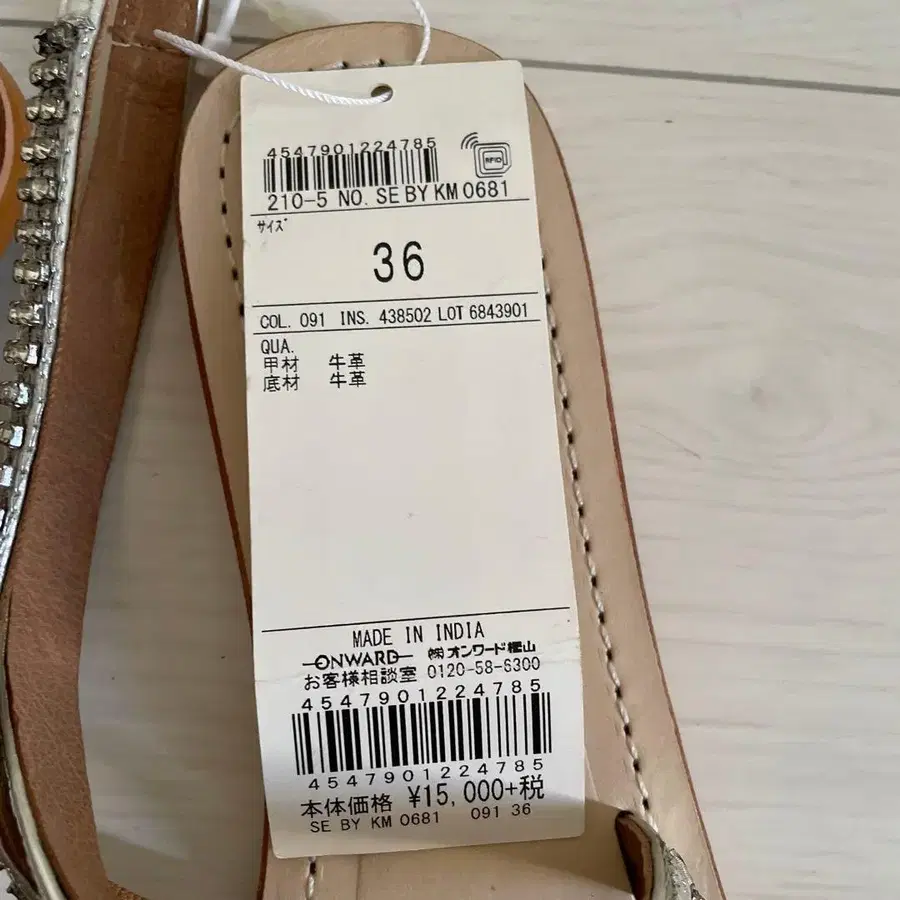 4547901224785
RFID
210-5 NO. SE BY KM 0681
サイズ
36
COL. 091 INS. 438502 LOT 6843901
QUA.
甲材 牛革
底材 牛革
MADE IN INDIA
ONWARD ㈱オンワード樫山
お客様相談室 0120-58-6300
4547901224785
4547901224785
本体価格 ¥15,000+税
SE BY KM 0681 091 36